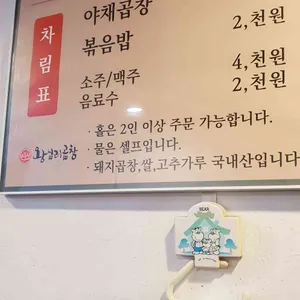 차림표
야채곱창
볶음밥 2,천원
소주/맥주 4,천원
음료수 2,천원
· 홀은 2인 이상 주문 가능합니다.
· 물은 셀프입니다.
· 돼지곱창,쌀,고추가루 국내산입니다
황십리곱창
BEAR